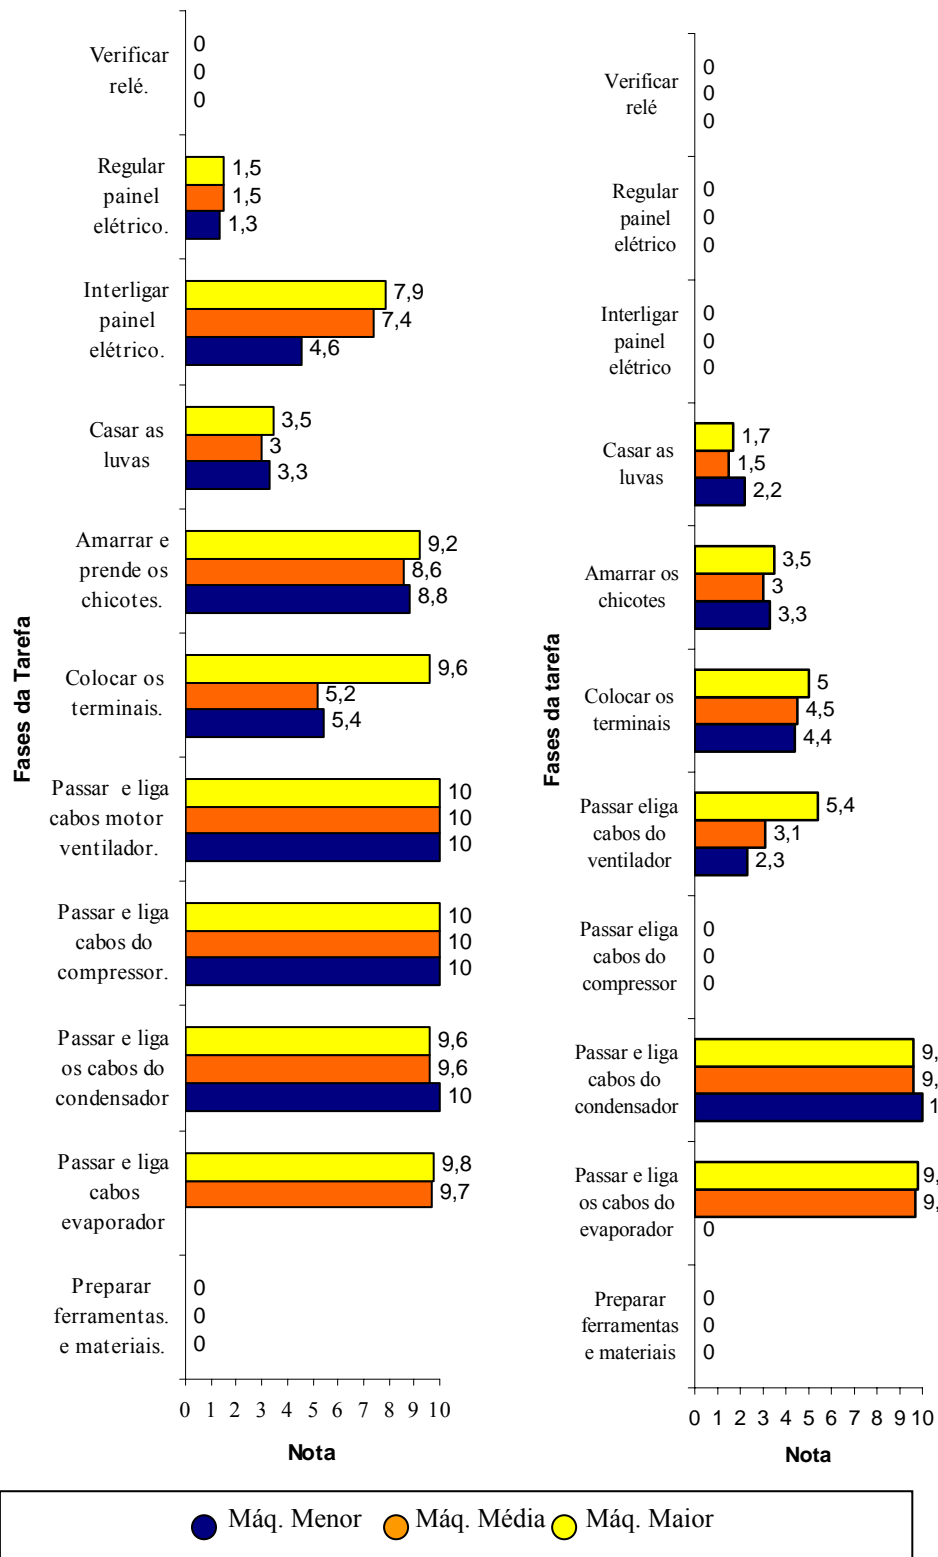 Fases da Tarefa
Verificar
relé.
0
0
0
Regular
painel
elétrico.
1,5
1,5
1,3
Interligar
painel
elétrico.
7,9
7,4
4,6
Casar as
luvas
3,5
3
3,3
Amarrar e
prende os
chicotes.
9,2
8,6
8,8
Colocar os
terminais.
9,6
5,2
5,4
Passar e liga
cabos motor
ventilador.
10
10
10
Passar e liga
cabos do
compressor.
10
10
10
Passar e liga
os cabos do
condensador
9,6
9,6
10
Passar e liga
cabos
evaporador
9,8
9,7
Preparar
ferramentas.
e materiais.
0
0
0
0 1 2 3 4 5 6 7 8 9 10
Nota
Fases da tarefa
Verificar
relé
0
0
0
Regular
painel
elétrico
0
0
0
Interligar
painel
elétrico
0
0
0
Casar as
luvas
1,7
1,5
2,2
Amarrar os
chicotes
3,5
3
3,3
Colocar os
terminais
5
4,5
4,4
Passar eliga
cabos do
ventilador
5,4
3,1
2,3
Passar eliga
cabos do
compressor
0
0
0
Passar e liga
cabos do
condensador
9,
9,
1
Passar e liga
os cabos do
evaporador
9,
9,
0
Preparar
ferramentas
e materiais
0
0
0
0 1 2 3 4 5 6 7 8 9 10
Nota
Máq. Menor Máq. Média Máq. Maior